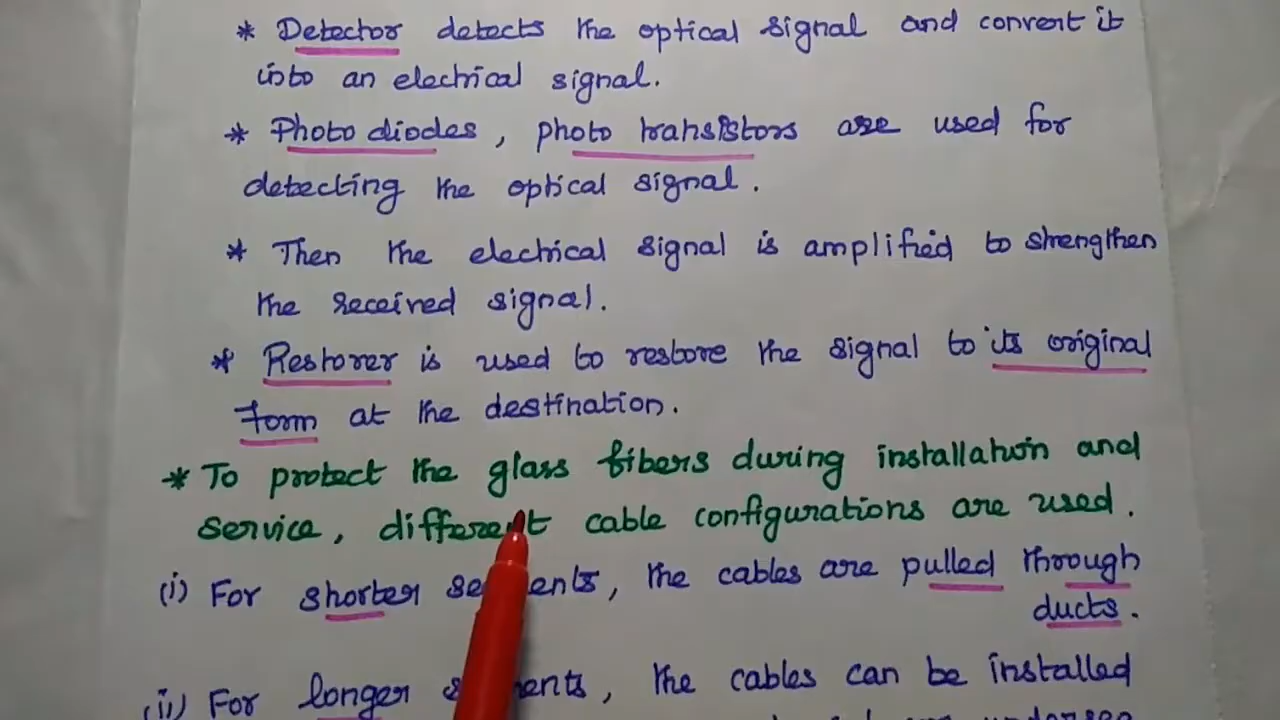 * Detector detects the optical signal and convert it
into an electrical signal.
* Photo diodes, photo transistors are used for
detecting the optical signal.
* Then the electrical signal is amplified to strengthen
the received signal.
* Restorer is used to restore the signal to its original
form at the destination.
* To protect the glass fibers during installation and
service, different cable configurations are used.
(i) For shorter segments, the cables are pulled through
ducts.
(ii) For longer segments, the cables can be installed
undersea